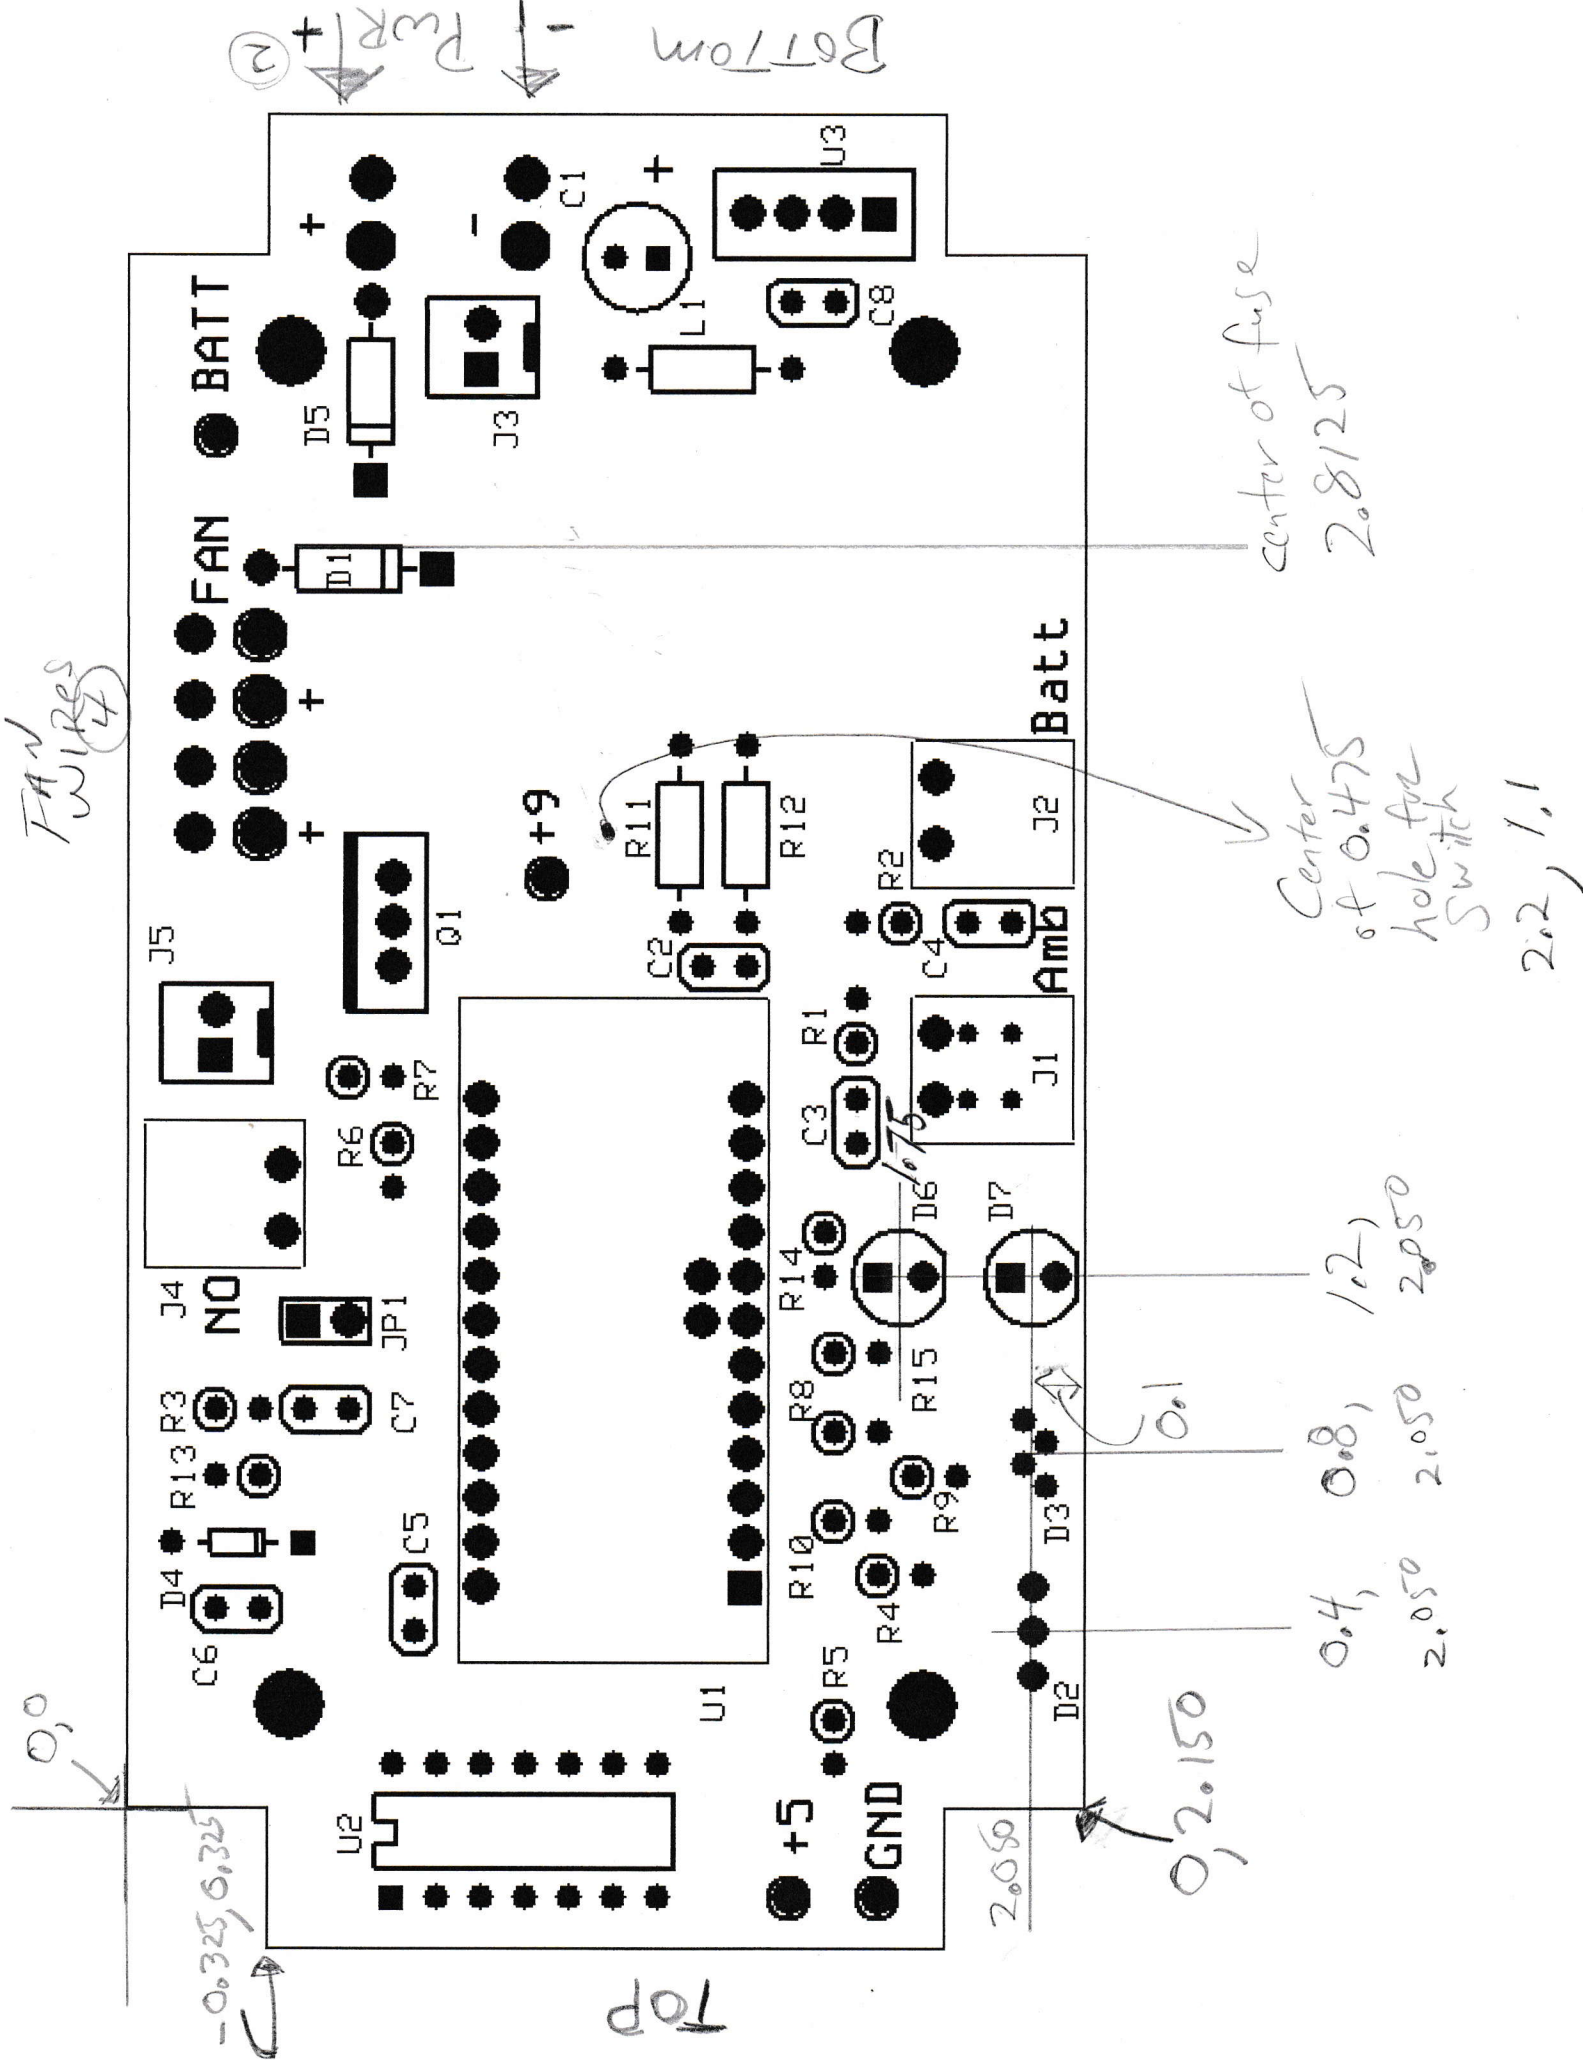 ② + PWR -
BOTTOM
FAN
WIRES
④
0,0
-0.325, 0.325
TOP
BATT
FAN
+
-
C1
+
U3
D5
J3
L1
C8
D1
+
+
J5
Q1
+9
R11
R12
R2
C2
C4
Batt
J2
Amb
J1
R1
C3
R7
R6
J4
NO
JP1
R3
C7
R13
D4
C6
C5
U1
R14
D6
D7
1.75
R8
R15
R10
R9
R4
R5
D3
D2
U2
+5
GND
0.1
2.050
0, 2.150
0.4,
2.050
0.8,
2.050
1.2,
2.050
Center
of 0.475
hole for
Switch
2.2, 1.1
center of fuse
2.8125